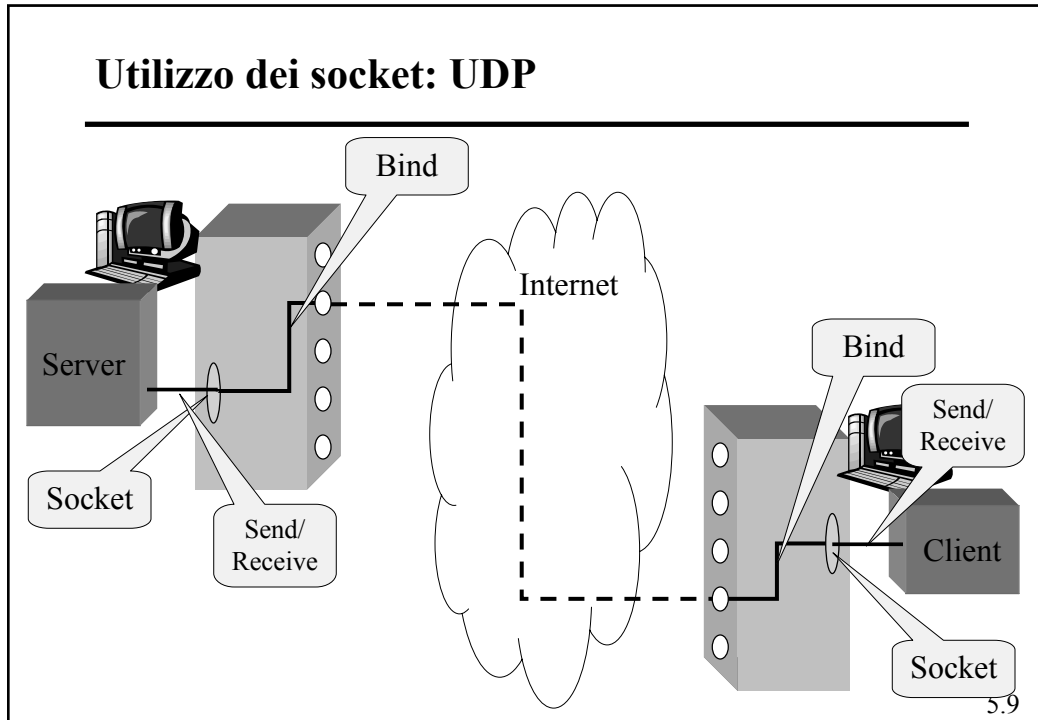 Utilizzo dei socket: UDP
Bind
Internet
Server
Socket
Send/
Receive
Bind
Send/
Receive
Client
Socket
5.9